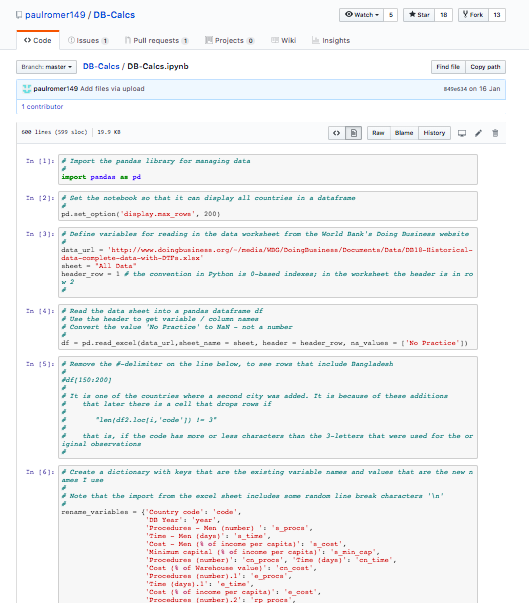 paulromer149 / DB-Calcs
Watch 5 Star 18 Fork 13
Code Issues 1 Pull requests 1 Projects 0 Wiki Insights
Branch: master DB-Calcs / DB-Calcs.ipynb Find file Copy path
paulromer149 Add files via upload 849e634 on 16 Jan
1 contributor
600 lines (599 sloc) 19.9 KB Raw Blame History
In [1]: # Import the pandas library for managing data
#
import pandas as pd
In [2]: # Set the notebook so that it can display all countries in a dataframe
#
pd.set_option('display.max_rows', 200)
In [3]: # Define variables for reading in the data worksheet from the World Bank's Doing Business website
#
data_url = 'http://www.doingbusiness.org/~/media/WBG/DoingBusiness/Documents/Data/DB18-Historical-
data-complete-data-with-DTFs.xlsx'
sheet = "All Data"
header_row = 1 # the convention in Python is 0-based indexes; in the worksheet the header is in ro
w 2
#
In [4]: # Read the data sheet into a pandas dataframe df
# Use the header to get variable / column names
# Convert the value 'No Practice' to NaN - not a number
#
df = pd.read_excel(data_url,sheet_name = sheet, header = header_row, na_values = ['No Practice'])
In [5]: # Remove the #-delimiter on the line below, to see rows that include Bangladesh
#
#df[150:200]
#
# It is one of the countries where a second city was added. It is because of these additions
# that later there is a cell that drops rows if
#
# "len(df2.loc[i,'code']) != 3"
#
# that is, if the code has more or less characters than the 3-letters that were used for the or
iginal observations
#
In [6]: # Create a dictionary with keys that are the existing variable names and values that are the new n
ames I use
#
# Note that the import from the excel sheet includes some random line break characters '\n'
#
rename_variables = {'Country code': 'code',
'DB Year': 'year',
'Procedures - Men (number) ': 's_procs',
'Time - Men (days)': 's_time',
'Cost - Men (% of income per capita)': 's_cost',
'Minimum capital (% of income per capita)': 's_min_cap',
'Procedures (number)': 'cn_procs', 'Time (days)': 'cn_time',
'Cost (% of Warehouse value)': 'cn_cost',
'Procedures (number).1': 'e_procs',
'Time (days).1': 'e_time',
'Cost (% of income per capita)': 'e_cost',
'Procedures (number).2': 'rp_procs',